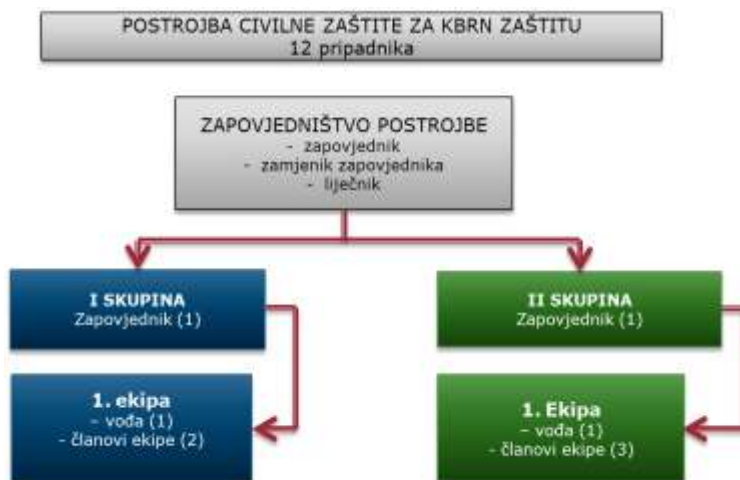 POSTROJBA CIVILNE ZAŠTITE ZA KBRN ZAŠTITU
12 pripadnika
ZAPOVJEDNIŠTVO POSTROJBE
- zapovjednik
- zamjenik zapovjednika
- liječnik
I SKUPINA
Zapovjednik (1)
II SKUPINA
Zapovjednik (1)
1. ekipa
– vođa (1)
- članovi ekipe (2)
1. Ekipa
– vođa (1)
- članovi ekipe (3)